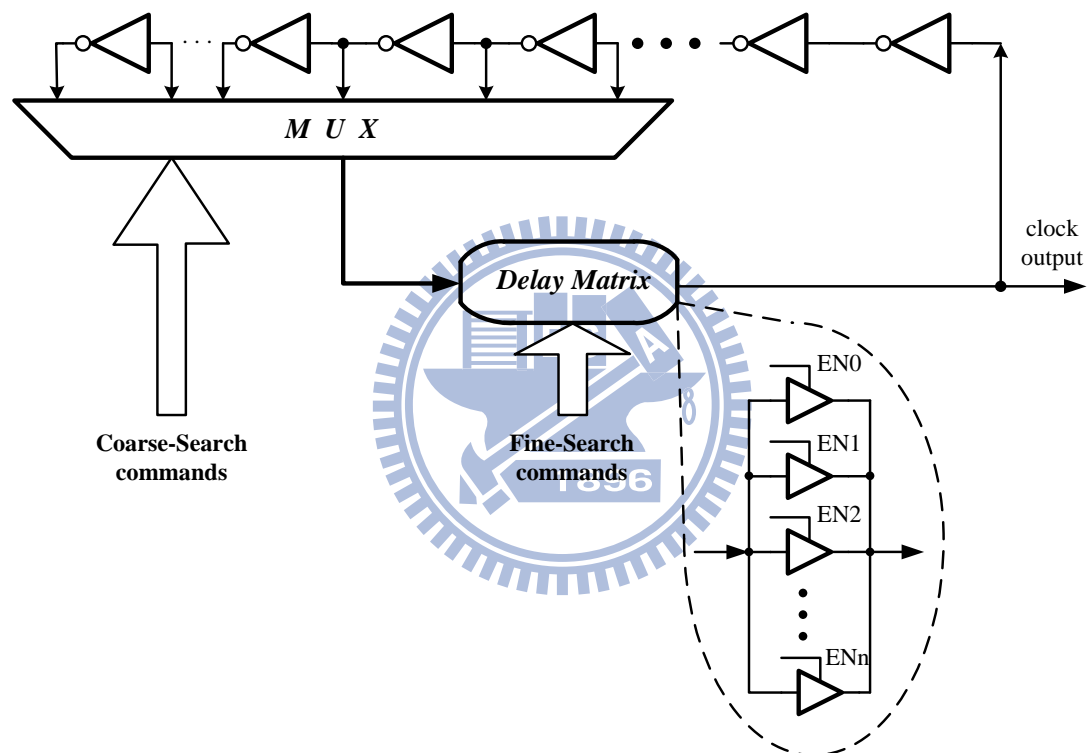 M U X
clock
output
Delay Matrix
EN0
Coarse-Search
commands
Fine-Search
commands
EN1
1896
EN2
ENn